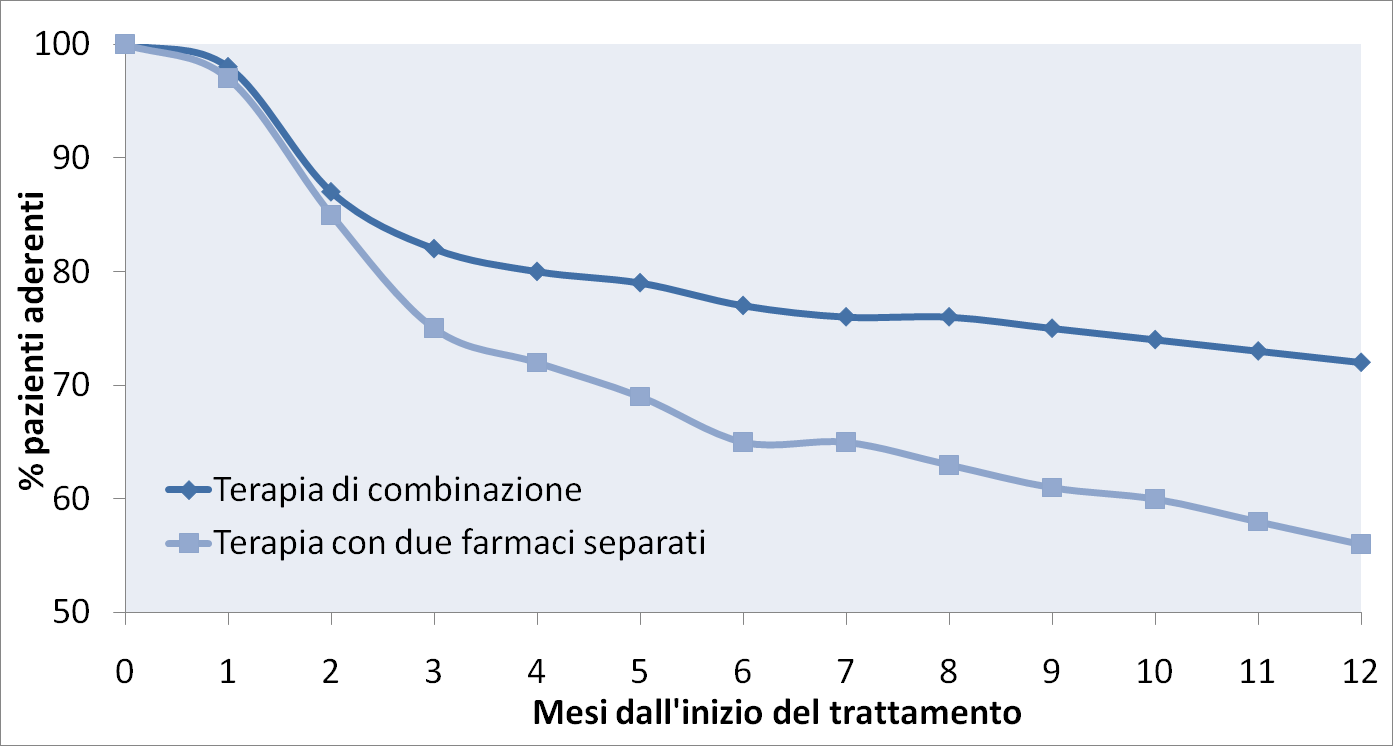 100
90
80
70
60
50
% pazienti aderenti
Terapia di combinazione
Terapia con due farmaci separati
0 1 2 3 4 5 6 7 8 9 10 11 12
Mesi dall'inizio del trattamento